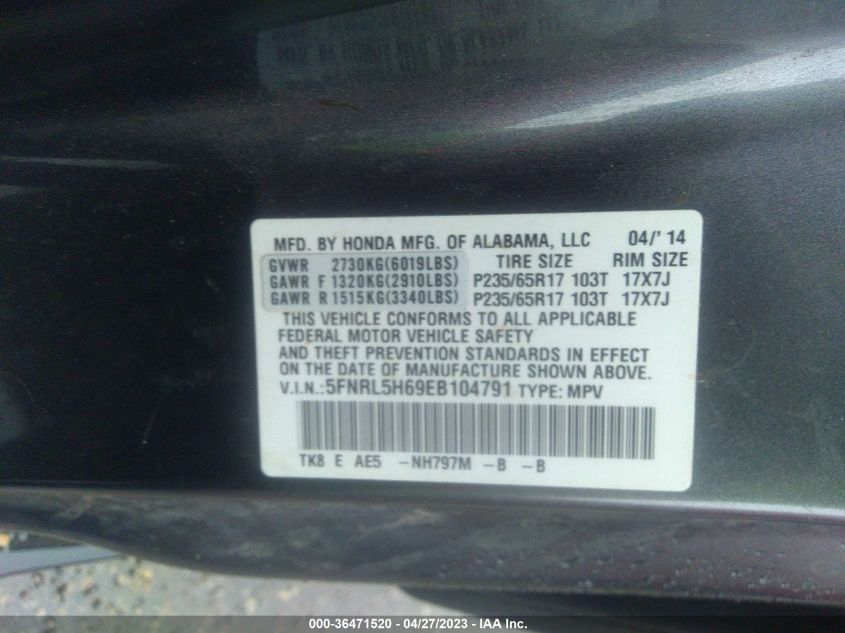 MFD. BY HONDA MFG. OF ALABAMA, LLC 04/' 14
GVWR 2730KG(6019LBS) TIRE SIZE RIM SIZE
GAWR F 1320KG(2910LBS) P235/65R17 103T 17X7J
GAWR R 1515KG(3340LBS) P235/65R17 103T 17X7J
THIS VEHICLE CONFORMS TO ALL APPLICABLE
FEDERAL MOTOR VEHICLE SAFETY
AND THEFT PREVENTION STANDARDS IN EFFECT
ON THE DATE OF MANUFACTURE SHOWN ABOVE.
V.I.N.:5FNRL5H69EB104791 TYPE: MPV
TK8 E AE5 -NH797M -B -B
000-36471520 - 04/27/2023 - IAA Inc.